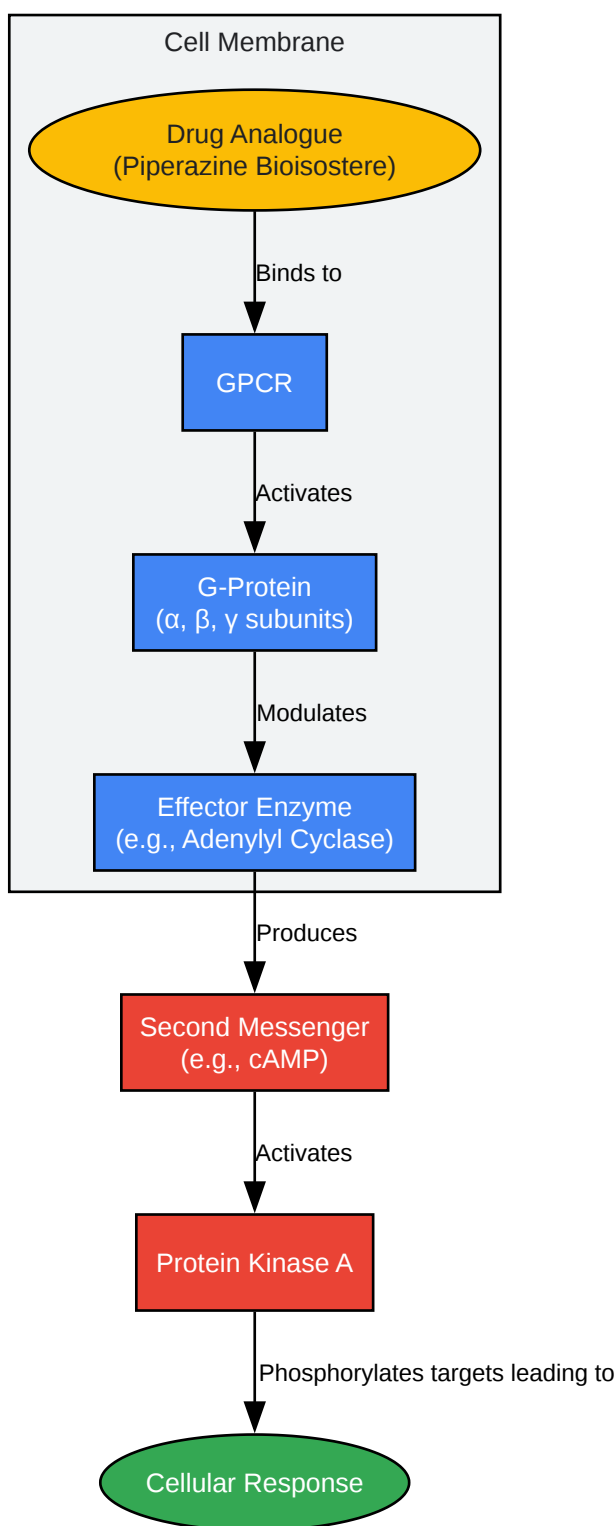 Cell Membrane
Drug Analogue
(Piperazine Bioisostere)
Binds to
GPCR
Activates
G-Protein
(α, β, γ subunits)
Modulates
Effector Enzyme
(e.g., Adenylyl Cyclase)
Produces
Second Messenger
(e.g., cAMP)
Activates
Protein Kinase A
Phosphorylates targets leading to
Cellular Response